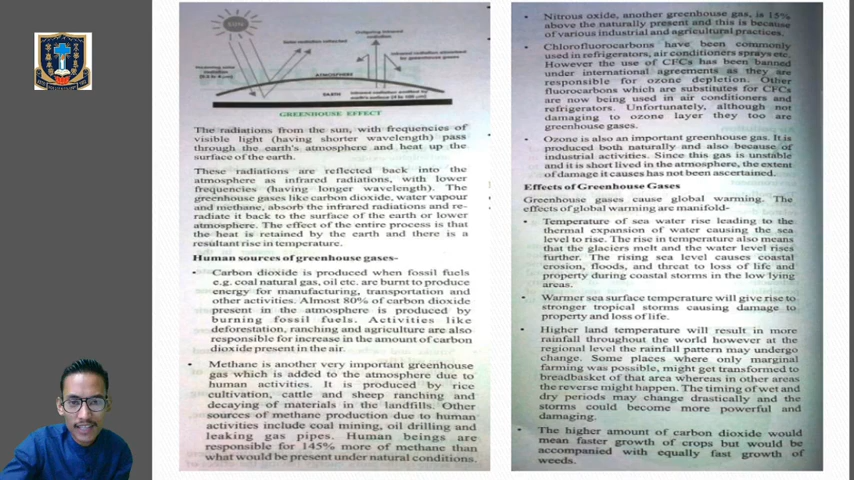 SUN
ATMOSPHERE
EARTH
GREENHOUSE EFFECT
The radiations from the sun, with frequencies of
visible light (having shorter wavelength) pass
through the earth's atmosphere and heat up the
surface of the earth.
These radiations are reflected back into the
atmosphere as infrared radiations, with lower
frequencies (having longer wavelength). The
greenhouse gases like carbon dioxide, water vapour
and methane, absorb the infrared radiations and re-
radiate it back to the surface of the earth or lower
atmosphere. The effect of the entire process is that
the heat is retained by the earth and there is a
resultant rise in temperature.
Human sources of greenhouse gases-
• Carbon dioxide is produced when fossil fuels
e.g. coal natural gas, oil etc. are burnt to produce
energy for manufacturing, transportation and
other activities. Almost 80% of carbon dioxide
present in the atmosphere is produced by
burning fossil fuels. Activities like
deforestation, ranching and agriculture are also
responsible for increase in the amount of carbon
dioxide present in the air.
• Methane is another very important greenhouse
gas which is added to the atmosphere due to
human activities. It is produced by rice
cultivation, cattle and sheep ranching and
decaying of materials in the landfills. Other
sources of methane production due to human
activities include coal mining, oil drilling and
leaking gas pipes. Human beings are
responsible for 145% more of methane than
what would be present under natural conditions.
• Nitrous oxide, another greenhouse gas, is 15%
above the naturally present and this is because
of various industrial and agricultural practices.
• Chlorofluorocarbons have been commonly
used in refrigerators, air conditioners sprays etc.
However the use of CFCs has been banned
under international agreements as they are
responsible for ozone depletion. Other
fluorocarbons which are substitutes for CFCs
are now being used in air conditioners and
refrigerators. Unfortunately, although not
damaging to ozone layer they too are
greenhouse gases.
• Ozone is also an important greenhouse gas. It is
produced both naturally and also because of
industrial activities. Since this gas is unstable
and it is short lived in the atmosphere, the extent
of damage it causes has not been ascertained.
Effects of Greenhouse Gases
Greenhouse gases cause global warming. The
effects of global warming are manifold-
• Temperature of sea water rise leading to the
thermal expansion of water causing the sea
level to rise. The rise in temperature also means
that the glaciers melt and the water level rises
further. The rising sea level causes coastal
erosion, floods, and threat to loss of life and
property during coastal storms in the low lying
areas.
• Warmer sea surface temperature will give rise to
stronger tropical storms causing damage to
property and loss of life.
• Higher land temperature will result in more
rainfall throughout the world however at the
regional level the rainfall pattern may undergo
change. Some places where only marginal
farming was possible, might get transformed to
breadbasket of that area whereas in other areas
the reverse might happen. The timing of wet and
dry periods may change drastically and the
storms could become more powerful and
damaging.
• The higher amount of carbon dioxide would
mean faster growth of crops but would be
accompanied with equally fast growth of
weeds.